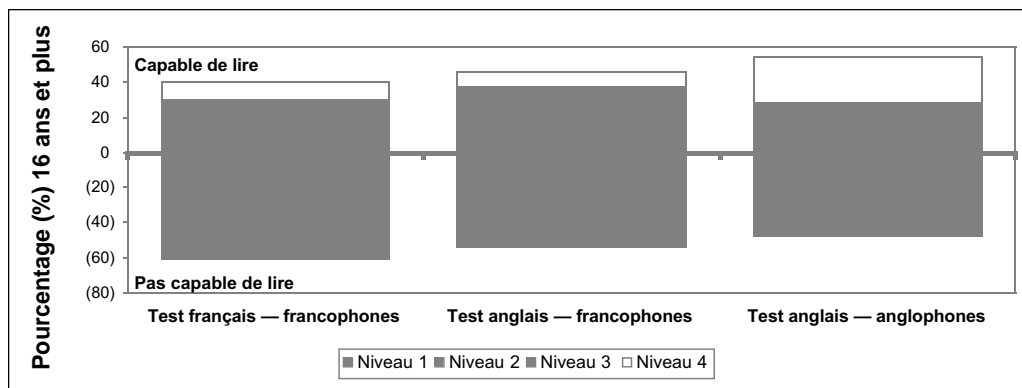 Pourcentage (%) 16 ans et plus
60
40
20
0
(20)
(40)
(60)
(80)
Capable de lire
Pas capable de lire
Test français — francophones
Test anglais — francophones
Test anglais — anglophones
Niveau 1 Niveau 2 Niveau 3 Niveau 4